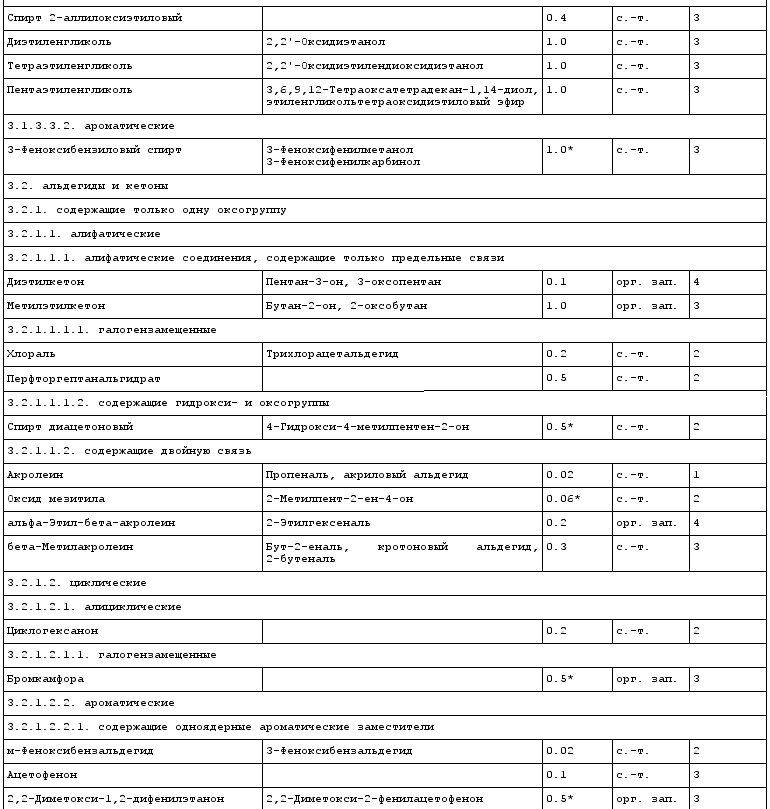 Спирт 2-аллилоксиэтиловый 0.4 с.-т. 3
Диэтиленгликоль 2,2'-Оксидиэтанол 1.0 с.-т. 3
Тетраэтиленгликоль 2,2'-Оксидиэтилендиоксидиэтанол 1.0 с.-т. 3
Пентаэтиленгликоль 3,6,9,12-Тетраоксатетрадекан-1,14-диол, 1.0 с.-т. 3
этиленгликольтетраоксидиэтиловый эфир
3.1.3.3.2. ароматические
3-Феноксибензиловый спирт 3-Феноксифенилметанол 1.0* с.-т. 3
3-Феноксифенилкарбинол
3.2. альдегиды и кетоны
3.2.1. содержащие только одну оксогруппу
3.2.1.1. алифатические
3.2.1.1.1. алифатические соединения, содержащие только предельные связи
Диэтилкетон Пентан-3-он, 3-оксопентан 0.1 орг. зап. 4
Метилэтилкетон Бутан-2-он, 2-оксобутан 1.0 орг. зап. 3
3.2.1.1.1.1. галогензамещенные
Хлораль Трихлорацетальдегид 0.2 с.-т. 2
Перфторгептанальгидрат 0.5 с.-т. 2
3.2.1.1.1.2. содержащие гидрокси- и оксогруппы
Спирт диацетоновый 4-Гидрокси-4-метилпентен-2-он 0.5* с.-т. 2
3.2.1.1.2. содержащие двойную связь
Акролеин Пропеналь, акриловый альдегид 0.02 с.-т. 1
Оксид мезитила 2-Метилпент-2-ен-4-он 0.06* с.-т. 2
альфа-Этил-бета-акролеин 2-Этилгексеналь 0.2 орг. зап. 4
бета-Метилакролеин Бут-2-еналь, кротоновый альдегид, 0.3 с.-т. 3
2-бутеналь
3.2.1.2. циклические
3.2.1.2.1. алициклические
Циклогексанон 0.2 с.-т. 2
3.2.1.2.1.1. галогензамещенные
Бромкамфора 0.5* орг. зап. 3
3.2.1.2.2. ароматические
3.2.1.2.2.1. содержащие одноядерные ароматические заместители
м-Феноксибензальдегид 3-Феноксибензальдегид 0.02 с.-т. 2
Ацетофенон 0.1 с.-т. 3
2,2-Диметокси-1,2-дифенилэтанон 2,2-Диметокси-2-фенилацетофенон 0.5* орг. зап. 3